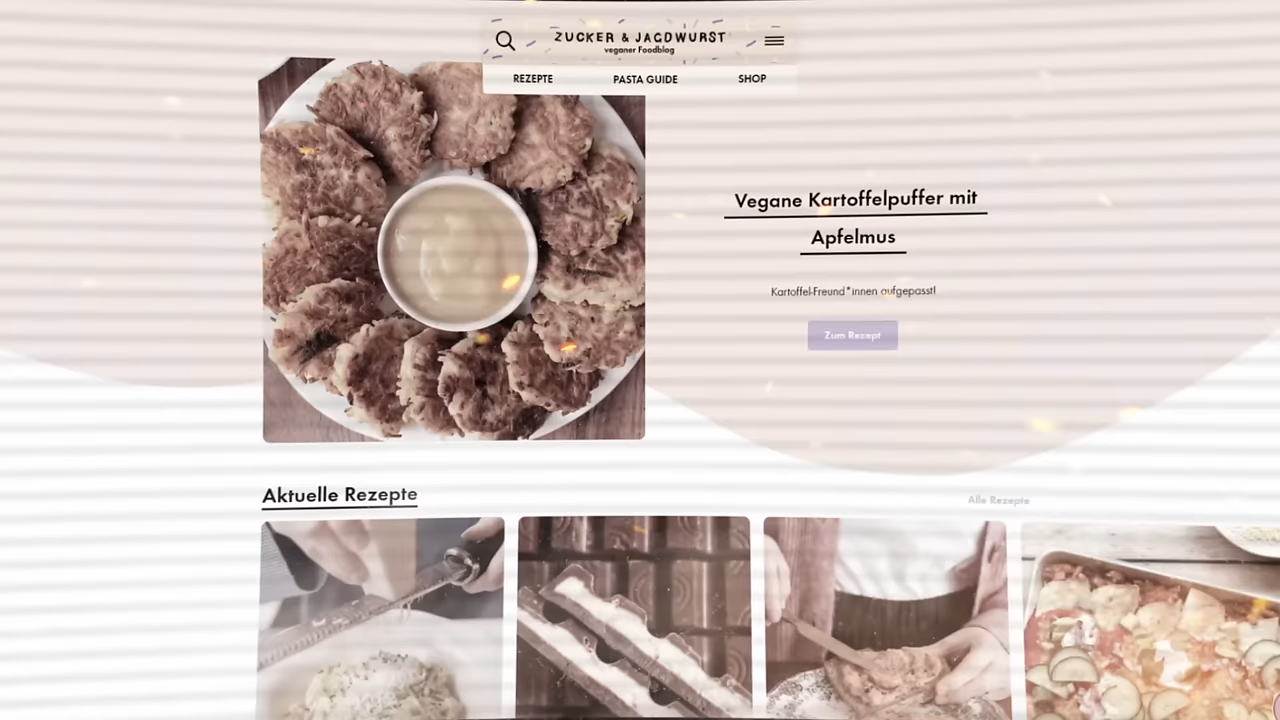 ZUCKER & JAGDWURST
veganer Foodblog
REZEPTE PASTA GUIDE SHOP
Vegane Kartoffelpuffer mit
Apfelmus
Kartoffel-Freund*innen aufgepasst!
Zum Rezept
Aktuelle Rezepte
Alle Rezepte